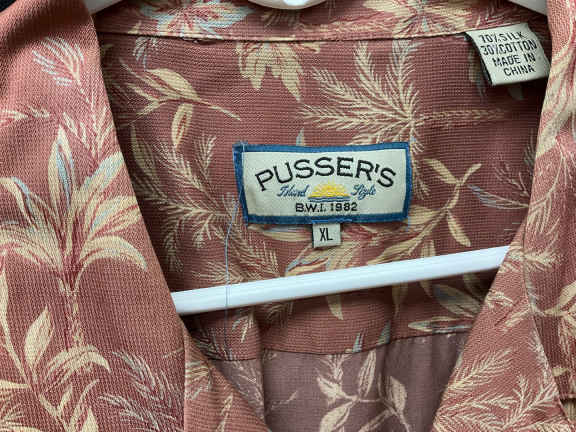 70% SILK
30% COTTON
MADE IN
CHINA
PUSSER'S
Island Style
B.W.I. 1982
XL